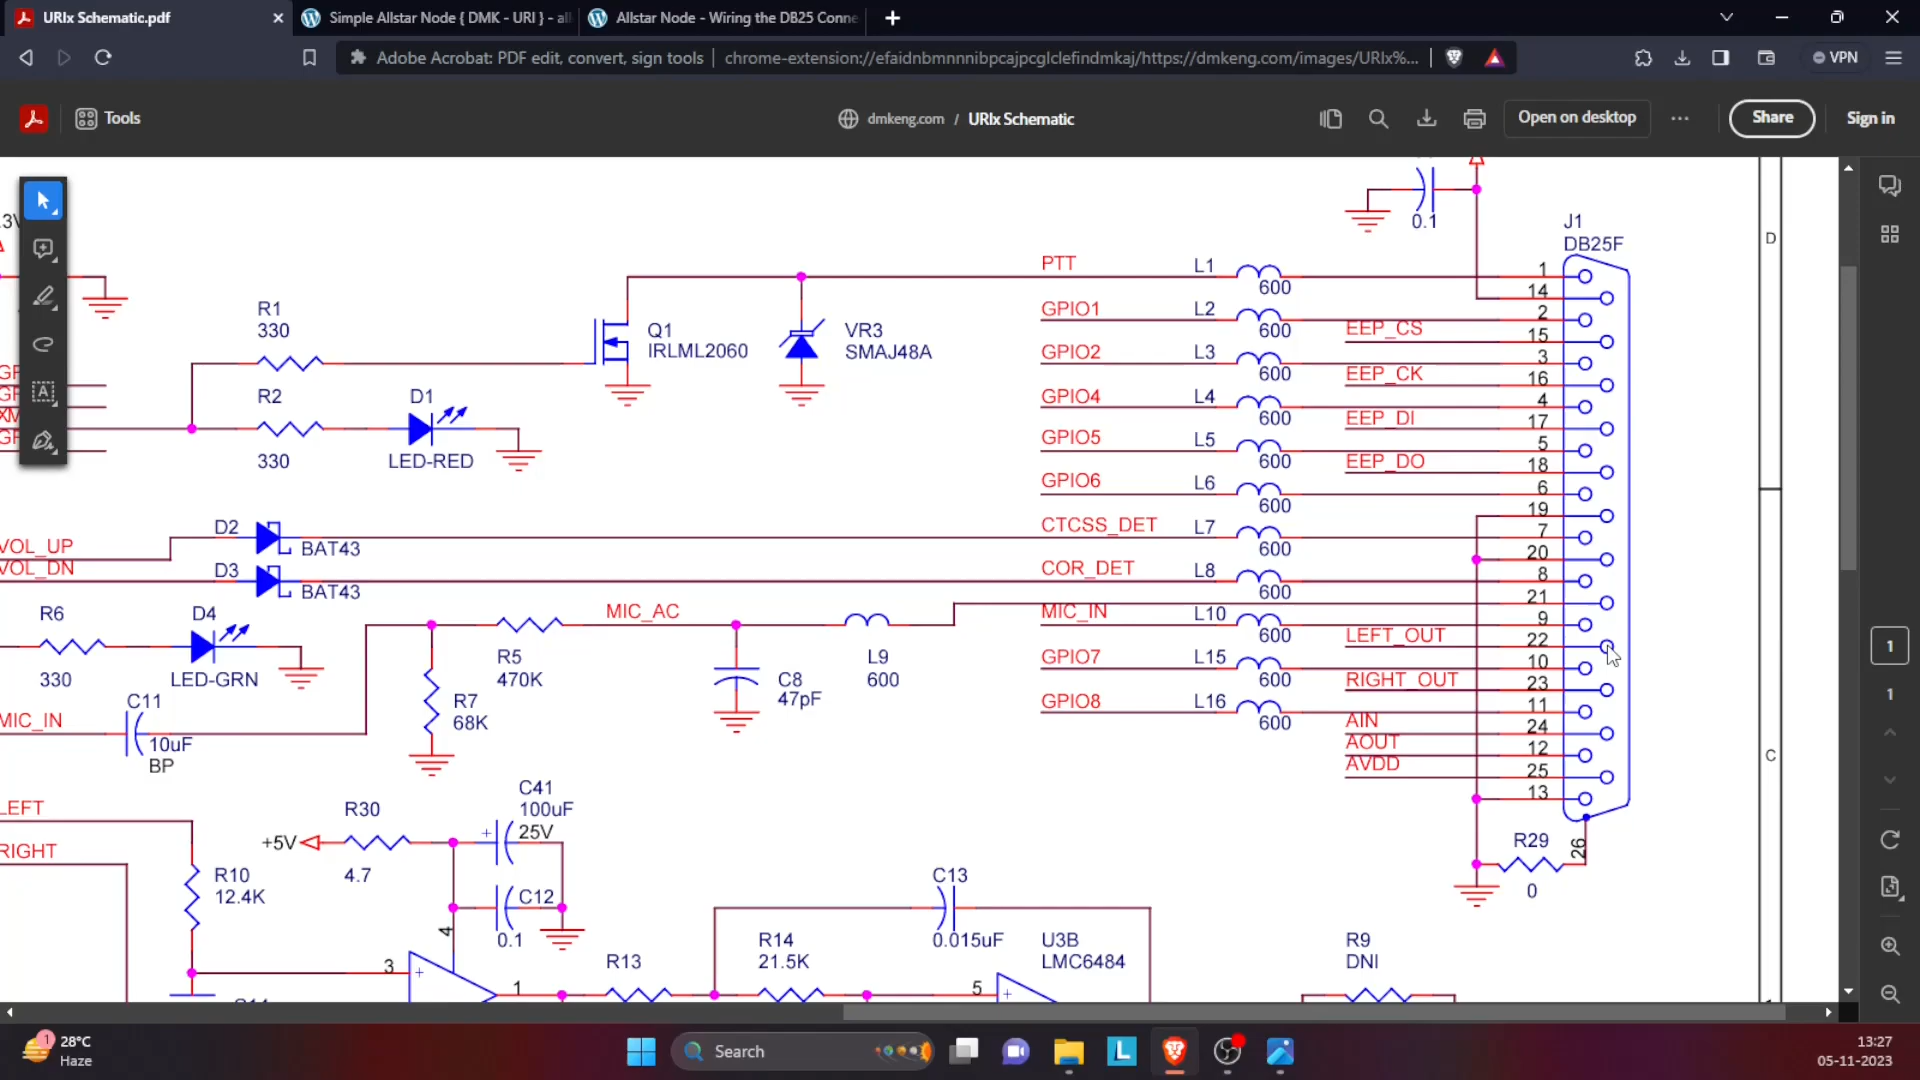 URIx Schematic.pdf
Simple Allstar Node { DMK - URI } - all
Allstar Node - Wiring the DB25 Conne
Adobe Acrobat: PDF edit, convert, sign tools
chrome-extension://efaidnbmnnnibpcajpcglclefindmkaj/https://dmkeng.com/images/URIx%...
VPN
Tools
dmkeng.com / URIx Schematic
Open on desktop
Share
Sign in
0.1
J1
DB25F
D
PTT L1 600 1
14
GPIO1 L2 600 2
EEP_CS 15
GPIO2 L3 600 3
EEP_CK 16
GPIO4 L4 600 4
EEP_DI 17
GPIO5 L5 600 5
EEP_DO 18
GPIO6 L6 600 6
19
CTCSS_DET L7 600 7
20
COR_DET L8 600 8
21
MIC_IN L10 600 9
LEFT_OUT 22
GPIO7 L15 600 10
RIGHT_OUT 23
GPIO8 L16 600 11
AIN 24
AOUT 12
AVDD 25
13
R29
0
26
C
R1
330
R2
330
D1
LED-RED
Q1
IRLML2060
VR3
SMAJ48A
VOL_UP
VOL_DN
D2
BAT43
D3
BAT43
R6
330
D4
LED-GRN
MIC_AC
R5
470K
R7
68K
C8
47pF
L9
600
MIC_IN
C11
10uF
BP
LEFT
RIGHT
R10
12.4K
+5V
R30
4.7
C41
100uF
25V
C12
0.1
4
3
+
1
R13
R14
21.5K
C13
0.015uF
5
+
U3B
LMC6484
R9
DNI
1
1
1
28°C
Haze
Search
13:27
05-11-2023